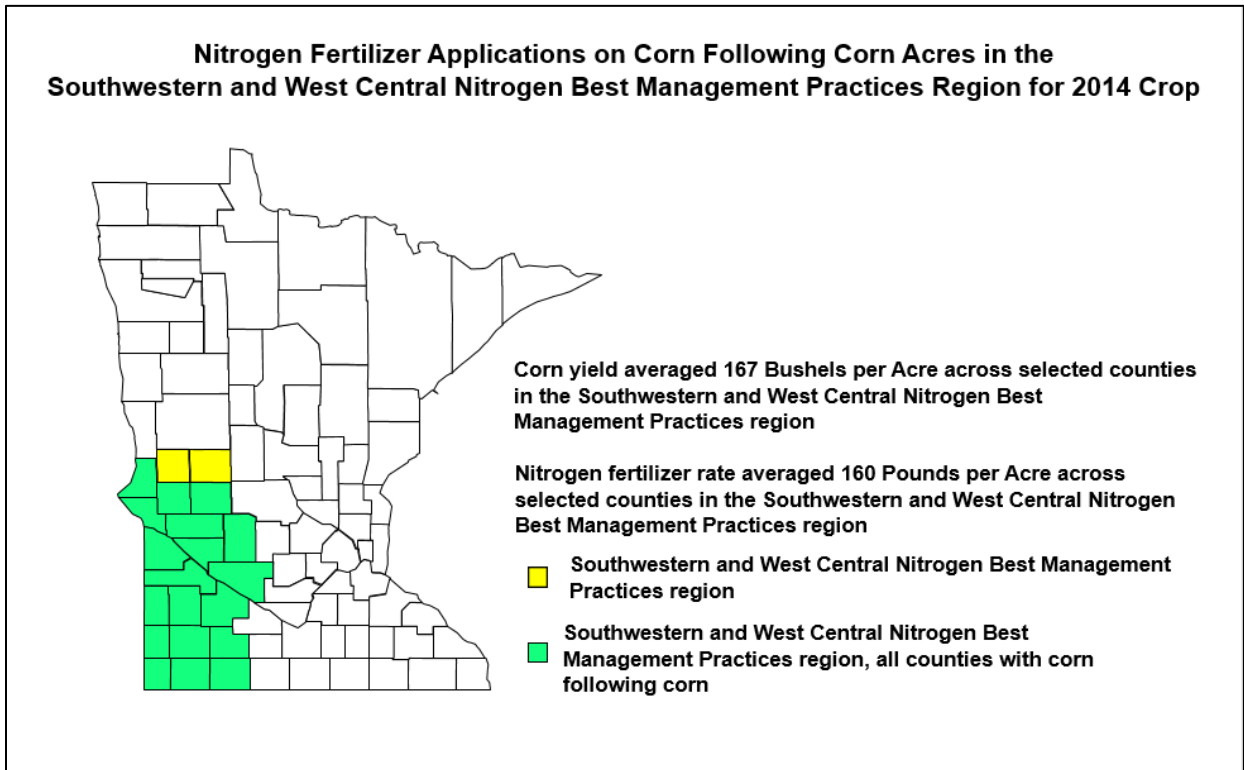 Nitrogen Fertilizer Applications on Corn Following Corn Acres in the
Southwestern and West Central Nitrogen Best Management Practices Region for 2014 Crop
Corn yield averaged 167 Bushels per Acre across selected counties
in the Southwestern and West Central Nitrogen Best
Management Practices region
Nitrogen fertilizer rate averaged 160 Pounds per Acre across
selected counties in the Southwestern and West Central Nitrogen
Best Management Practices region
Southwestern and West Central Nitrogen Best Management
Practices region
Southwestern and West Central Nitrogen Best
Management Practices region, all counties with corn
following corn